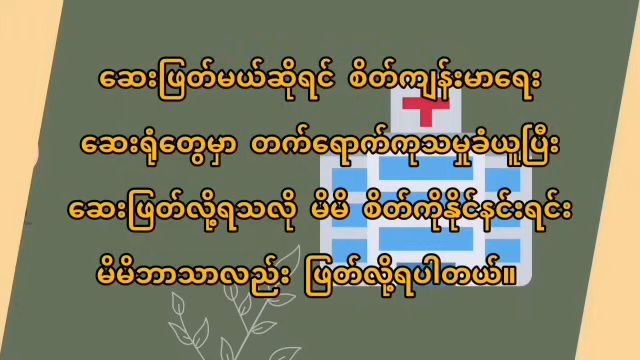 ဆေးဖြတ်မယ်ဆိုရင် စိတ်ကျန်းမာရေး
ဆေးရုံတွေမှာ တက်ရောက်ကုသမှုခံယူပြီး
ဆေးဖြတ်လို့ရသလို မိမိ စိတ်ကိုနိုင်နင်းရင်း
မိမိဘာသာလည်း ဖြတ်လို့ရပါတယ်။